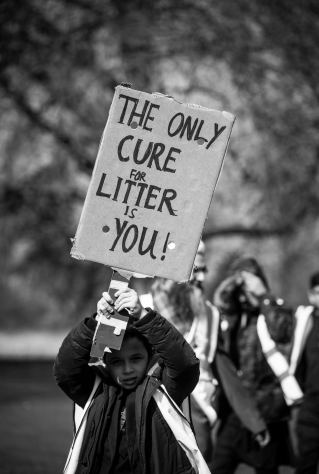 THE ONLY
CURE
FOR
LITTER
IS
YOU!